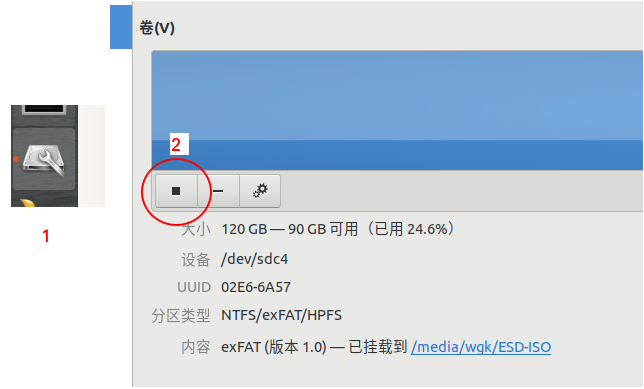 卷(V)
2
1
大小 120 GB — 90 GB 可用（已用 24.6%）
设备 /dev/sdc4
UUID 02E6-6A57
分区类型 NTFS/exFAT/HPFS
内容 exFAT (版本 1.0) — 已挂载到 /media/wgk/ESD-ISO